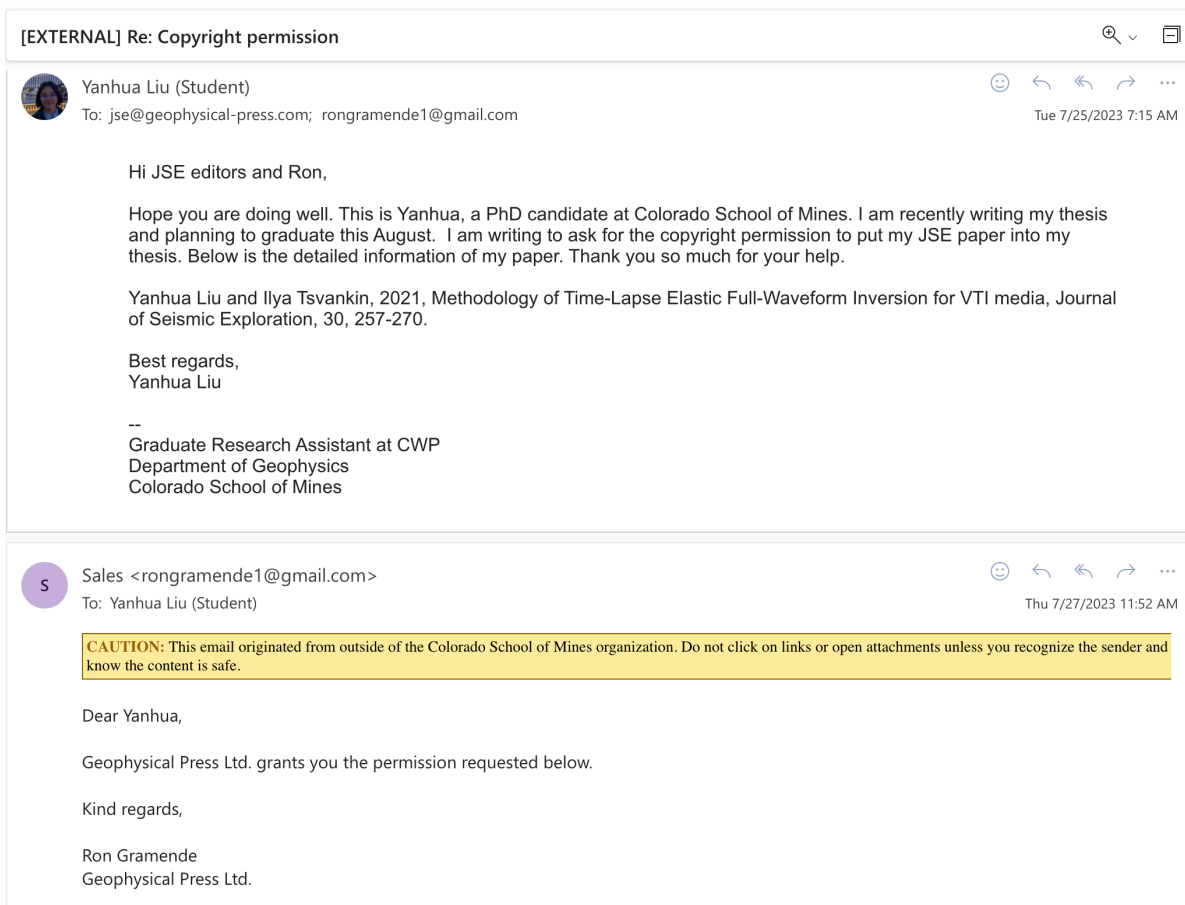 [EXTERNAL] Re: Copyright permission
Yanhua Liu (Student)
To: jse@geophysical-press.com; rongramende1@gmail.com
Tue 7/25/2023 7:15 AM
Hi JSE editors and Ron,
Hope you are doing well. This is Yanhua, a PhD candidate at Colorado School of Mines. I am recently writing my thesis
and planning to graduate this August.  I am writing to ask for the copyright permission to put my JSE paper into my
thesis. Below is the detailed information of my paper. Thank you so much for your help.
Yanhua Liu and Ilya Tsvankin, 2021, Methodology of Time-Lapse Elastic Full-Waveform Inversion for VTI media, Journal
of Seismic Exploration, 30, 257-270.
Best regards,
Yanhua Liu
--
Graduate Research Assistant at CWP
Department of Geophysics
Colorado School of Mines
S
Sales <rongramende1@gmail.com>
To: Yanhua Liu (Student)
Thu 7/27/2023 11:52 AM
CAUTION: This email originated from outside of the Colorado School of Mines organization. Do not click on links or open attachments unless you recognize the sender and
know the content is safe.
Dear Yanhua,
Geophysical Press Ltd. grants you the permission requested below.
Kind regards,
Ron Gramende
Geophysical Press Ltd.